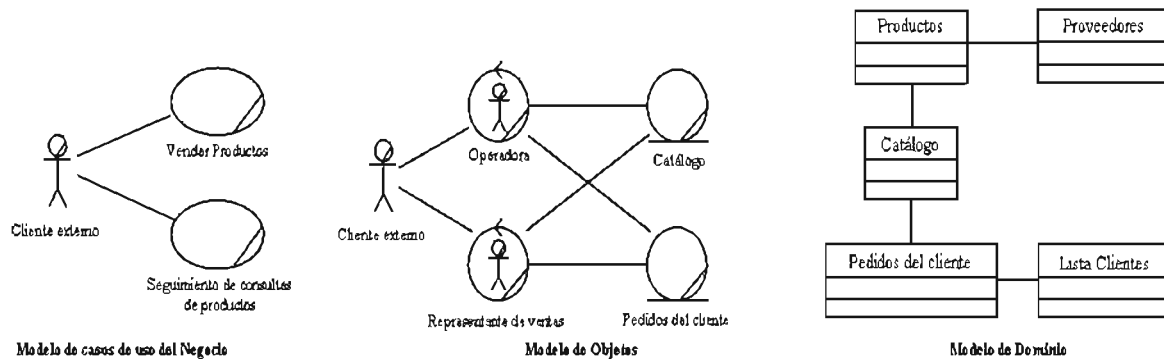 Vender Productos
Cliente externo
Seguimiento de consultas
de productos
Modelo de casos de uso del Negocio
Operadora
Catálogo
Cliente externo
Representante de ventas
Pedidos del cliente
Modelo de Objetos
Productos
Proveedores
Catálogo
Pedidos del cliente
Lista Clientes
Modelo de Domínio